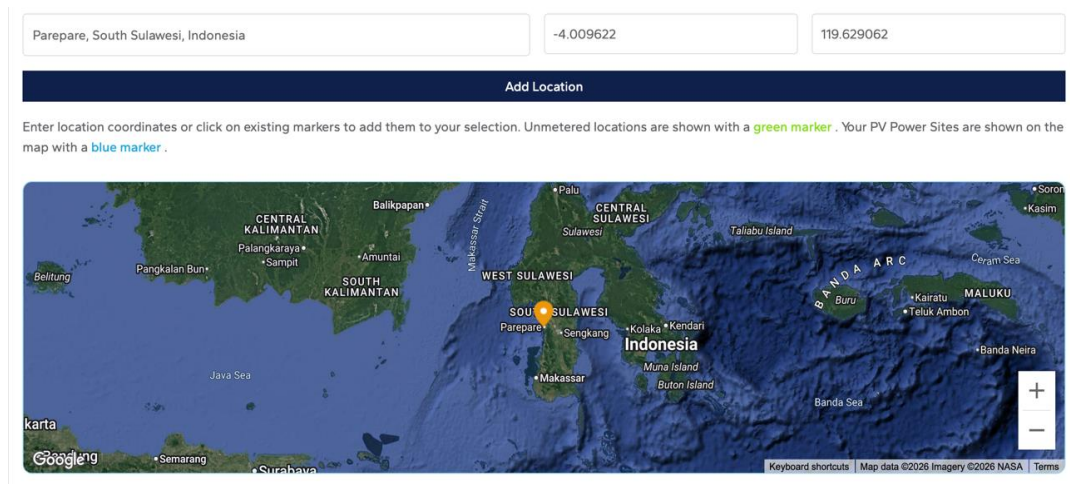 Parepare, South Sulawesi, Indonesia
-4.009622
119.629062
Add Location
Enter location coordinates or click on existing markers to add them to your selection. Unmetered locations are shown with a green marker . Your PV Power Sites are shown on the
map with a blue marker .
Palu
Soron
Balikpapan
Makassar Strait
CENTRAL
SULAWESI
Kasim
CENTRAL
KALIMANTAN
Sulawesi
Taliabu Island
Palangkaraya
Sampit
Amuntai
Ceram Sea
Belitung
Pangkalan Bun
WEST SULAWESI
BANDA ARC
SOUTH
KALIMANTAN
Buru
Kairatu
MALUKU
Teluk Ambon
SOU SULAWESI
Parepare
Sengkang
Kolaka
Kendari
Indonesia
Banda Neira
Java Sea
Makassar
Muna Island
Buton Island
Banda Sea
+
−
karta
Google
Bandung
Semarang
Surabaya
Keyboard shortcuts
Map data ©2026 Imagery ©2026 NASA
Terms